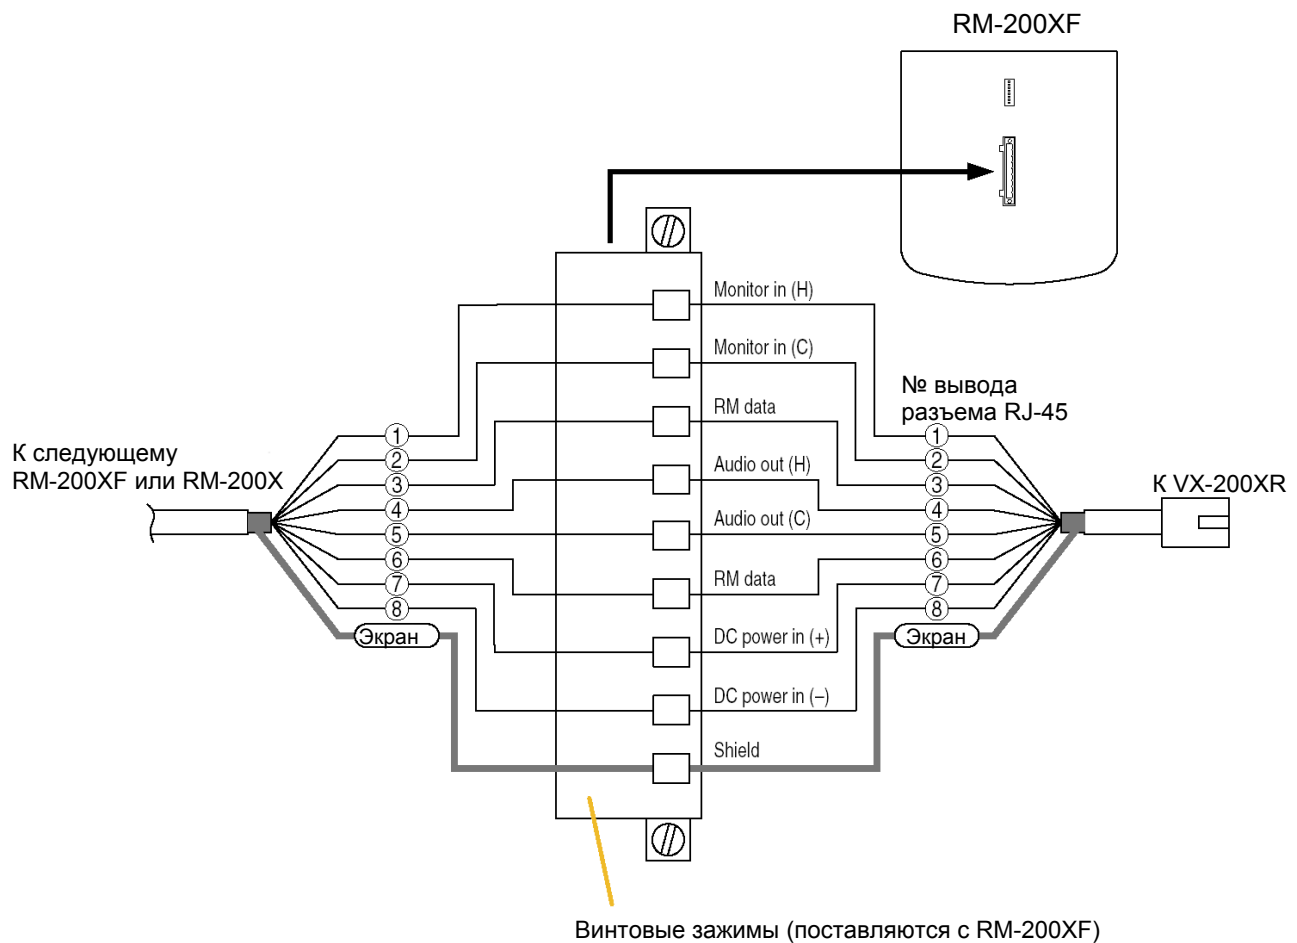 RM-200XF
Monitor in (H)
Monitor in (C)
№ вывода
разъема RJ-45
RM data
К следующему
RM-200XF или RM-200X
1
2
3
4
5
6
7
8
Экран
Audio out (H)
Audio out (C)
RM data
DC power in (+)
DC power in (–)
Shield
1
2
3
4
5
6
7
8
Экран
К VX-200XR
Винтовые зажимы (поставляются с RM-200XF)